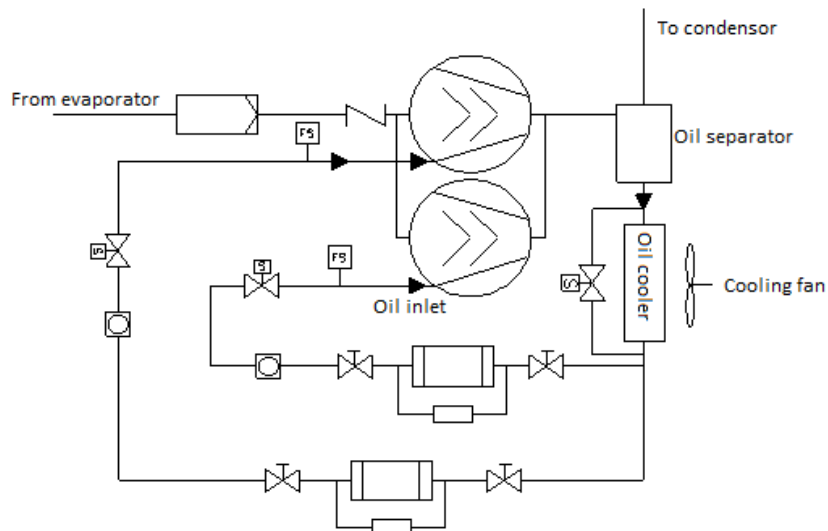 To condensor
From evaporator
Oil separator
FS
S
FS
S
Oil cooler
S
Cooling fan
Oil inlet